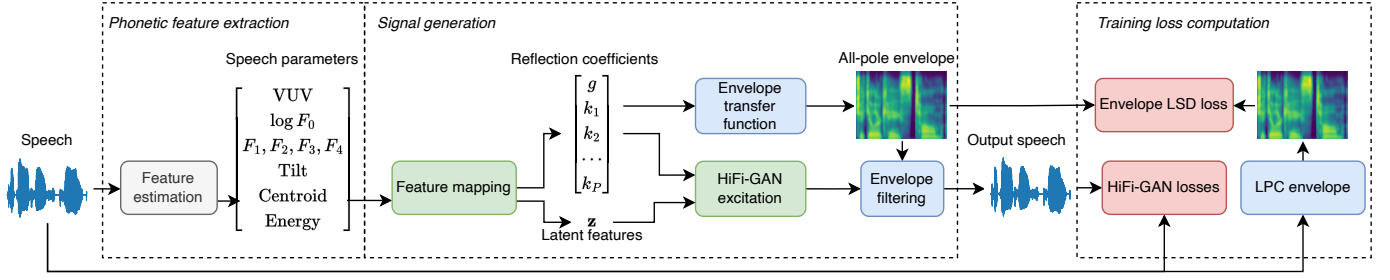 Phonetic feature extraction
Signal generation
Training loss computation
Speech parameters
Reflection coefficients
All-pole envelope
VUV
log F0
F1, F2, F3, F4
Tilt
Centroid
Energy
g
k1
k2
...
kP
Envelope
transfer
function
Envelope LSD loss
Speech
Feature
estimation
Feature mapping
HiFi-GAN
excitation
Envelope
filtering
Output speech
HiFi-GAN losses
LPC envelope
z
Latent features